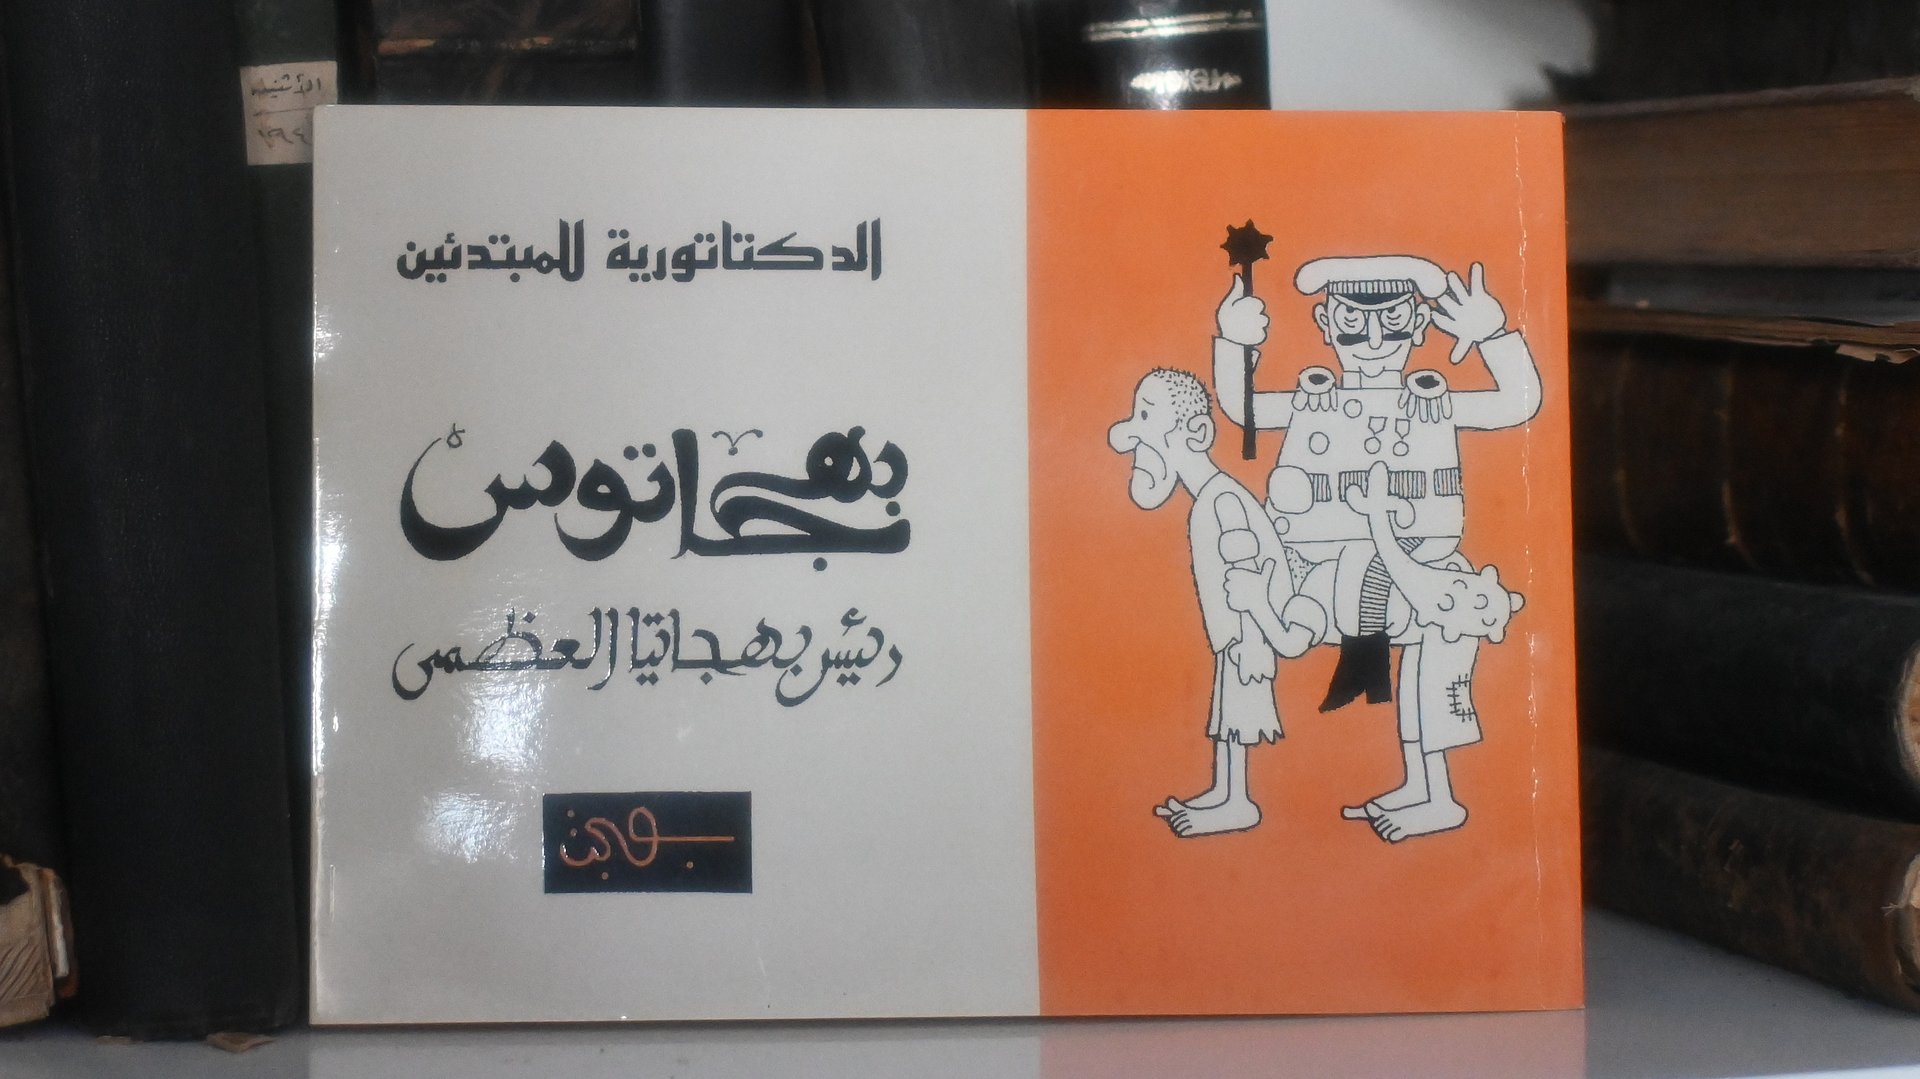 الدكتاتورية للمبتدئين
بهجاتوس
رئيس بهجاتيا العظمى
بهجت